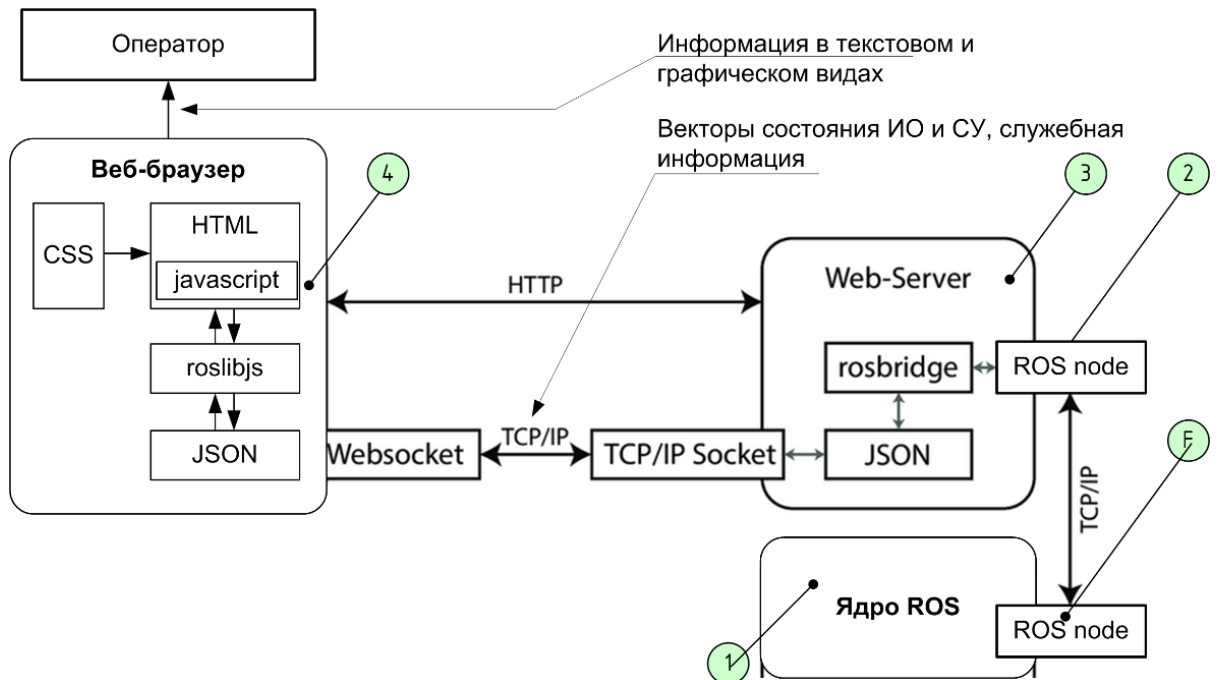 Оператор
Информация в текстовом и
графическом видах
Векторы состояния ИО и СУ, служебная
информация
Веб-браузер
4
3
2
CSS
HTML
javascript
roslibjs
JSON
HTTP
Web-Server
rosbridge
ROS node
Websocket
TCP/IP
TCP/IP Socket
JSON
F
TCP/IP
Ядро ROS
ROS node
1